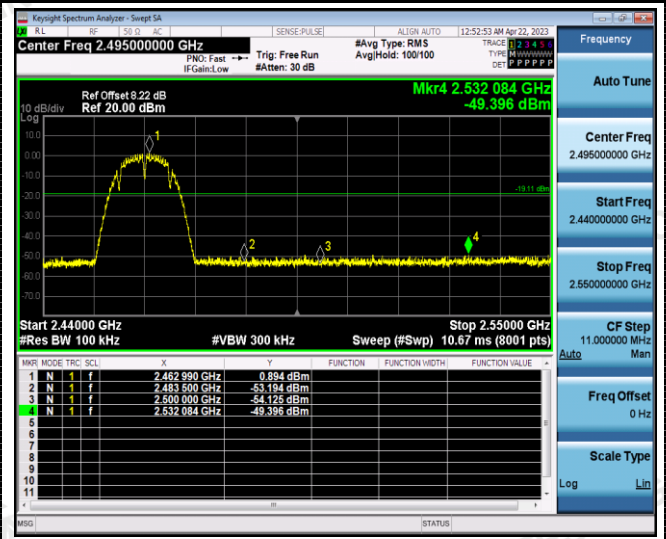 Keysight Spectrum Analyzer - Swept SA
RL RF 50 Ω AC SENSE:PULSE ALIGN AUTO 12:52:53 AM Apr 22, 2023
Center Freq 2.495000000 GHz
PNO: Fast Trig: Free Run
IFGain:Low #Atten: 30 dB
#Avg Type: RMS
Avg|Hold: 100/100
TRACE 1 2 3 4 5 6
TYPE M WWWWW
DET P P P P P P
Ref Offset 8.22 dB
10 dB/div Ref 20.00 dBm
Log
Mkr4 2.532 084 GHz
-49.396 dBm
10.0
0.00
-10.0
-20.0
-30.0
-40.0
-50.0
-60.0
-70.0
-19.11 dBm
1
2
3
4
Start 2.44000 GHz Stop 2.55000 GHz
#Res BW 100 kHz #VBW 300 kHz Sweep (#Swp) 10.67 ms (8001 pts)
MKR MODE TRC SCL X Y FUNCTION FUNCTION WIDTH FUNCTION VALUE
1 N 1 f 2.462 990 GHz 0.894 dBm
2 N 1 f 2.483 500 GHz -53.194 dBm
3 N 1 f 2.500 000 GHz -54.125 dBm
4 N 1 f 2.532 084 GHz -49.396 dBm
5
6
7
8
9
10
11
MSG STATUS
Frequency
Auto Tune
Center Freq
2.495000000 GHz
Start Freq
2.440000000 GHz
Stop Freq
2.550000000 GHz
CF Step
11.000000 MHz
Auto Man
Freq Offset
0 Hz
Scale Type
Log Lin